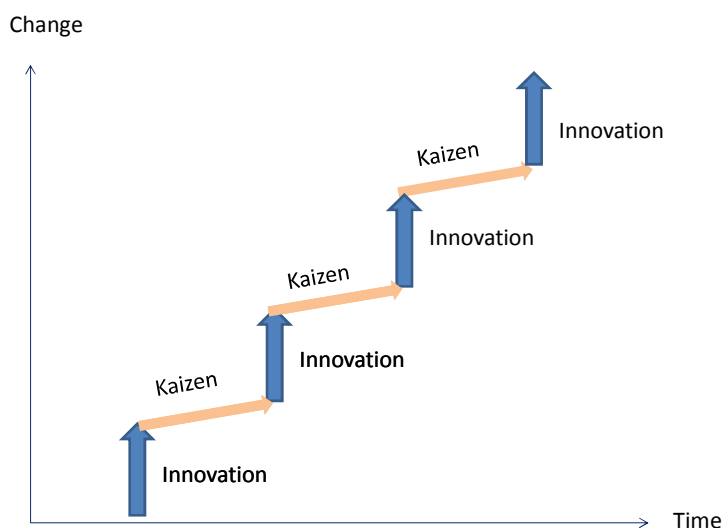 Change
Innovation
Kaizen
Innovation
Kaizen
Innovation
Kaizen
Innovation
Time